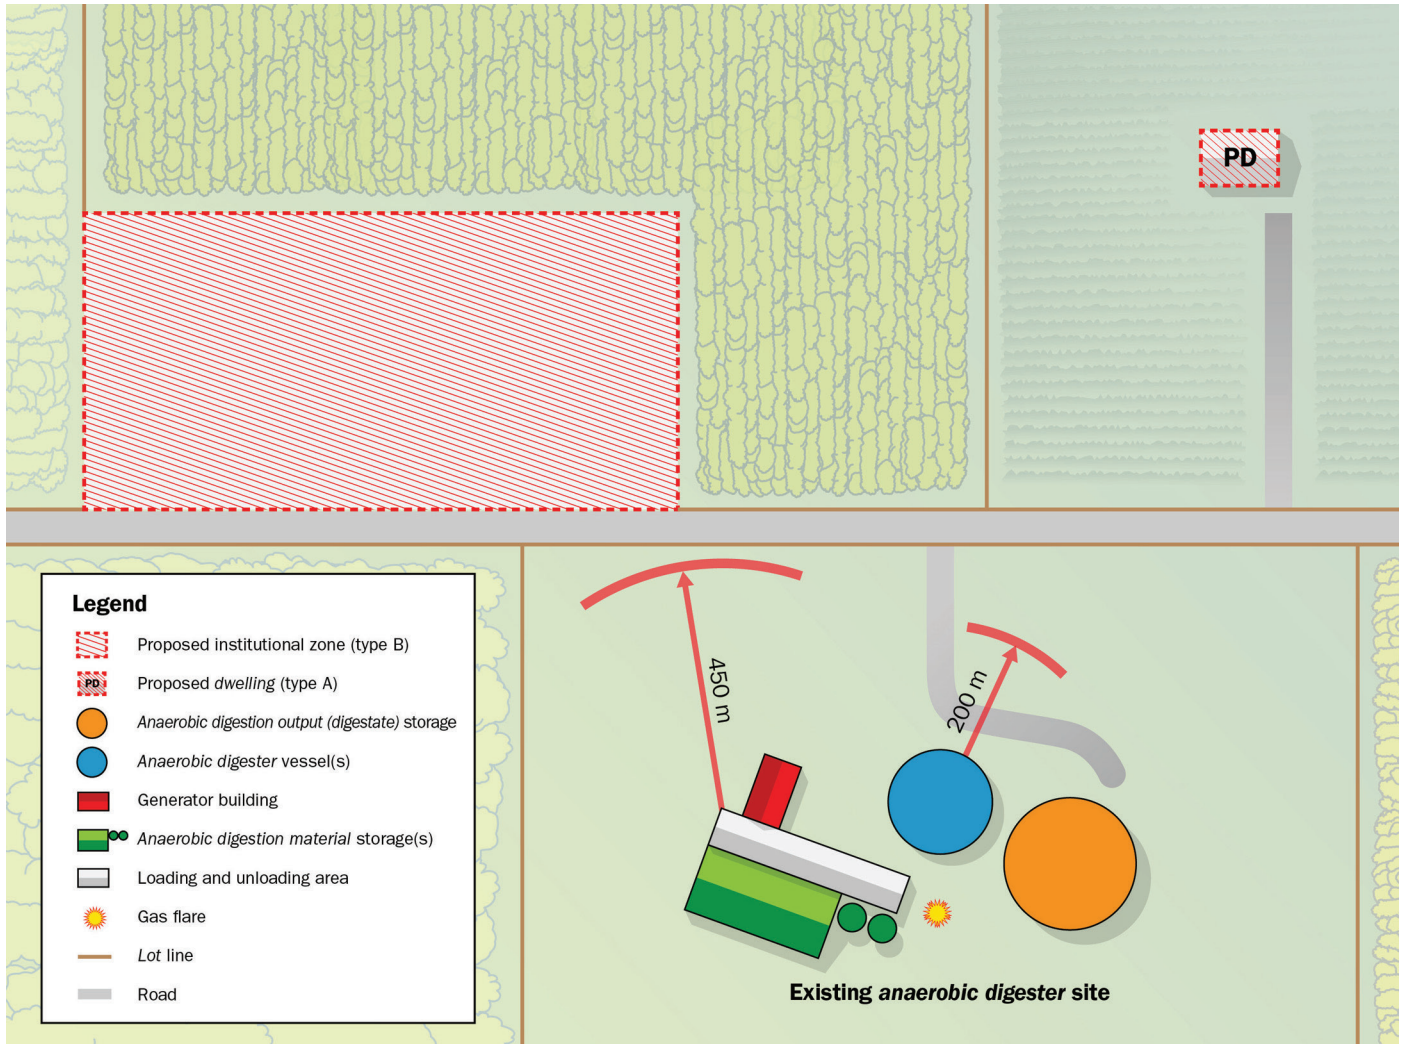 PD
Legend
Proposed institutional zone (type B)
PD
Proposed dwelling (type A)
Anaerobic digestion output (digestate) storage
Anaerobic digester vessel(s)
Generator building
Anaerobic digestion material storage(s)
Loading and unloading area
Gas flare
Lot line
Road
450 m
200 m
Existing anaerobic digester site